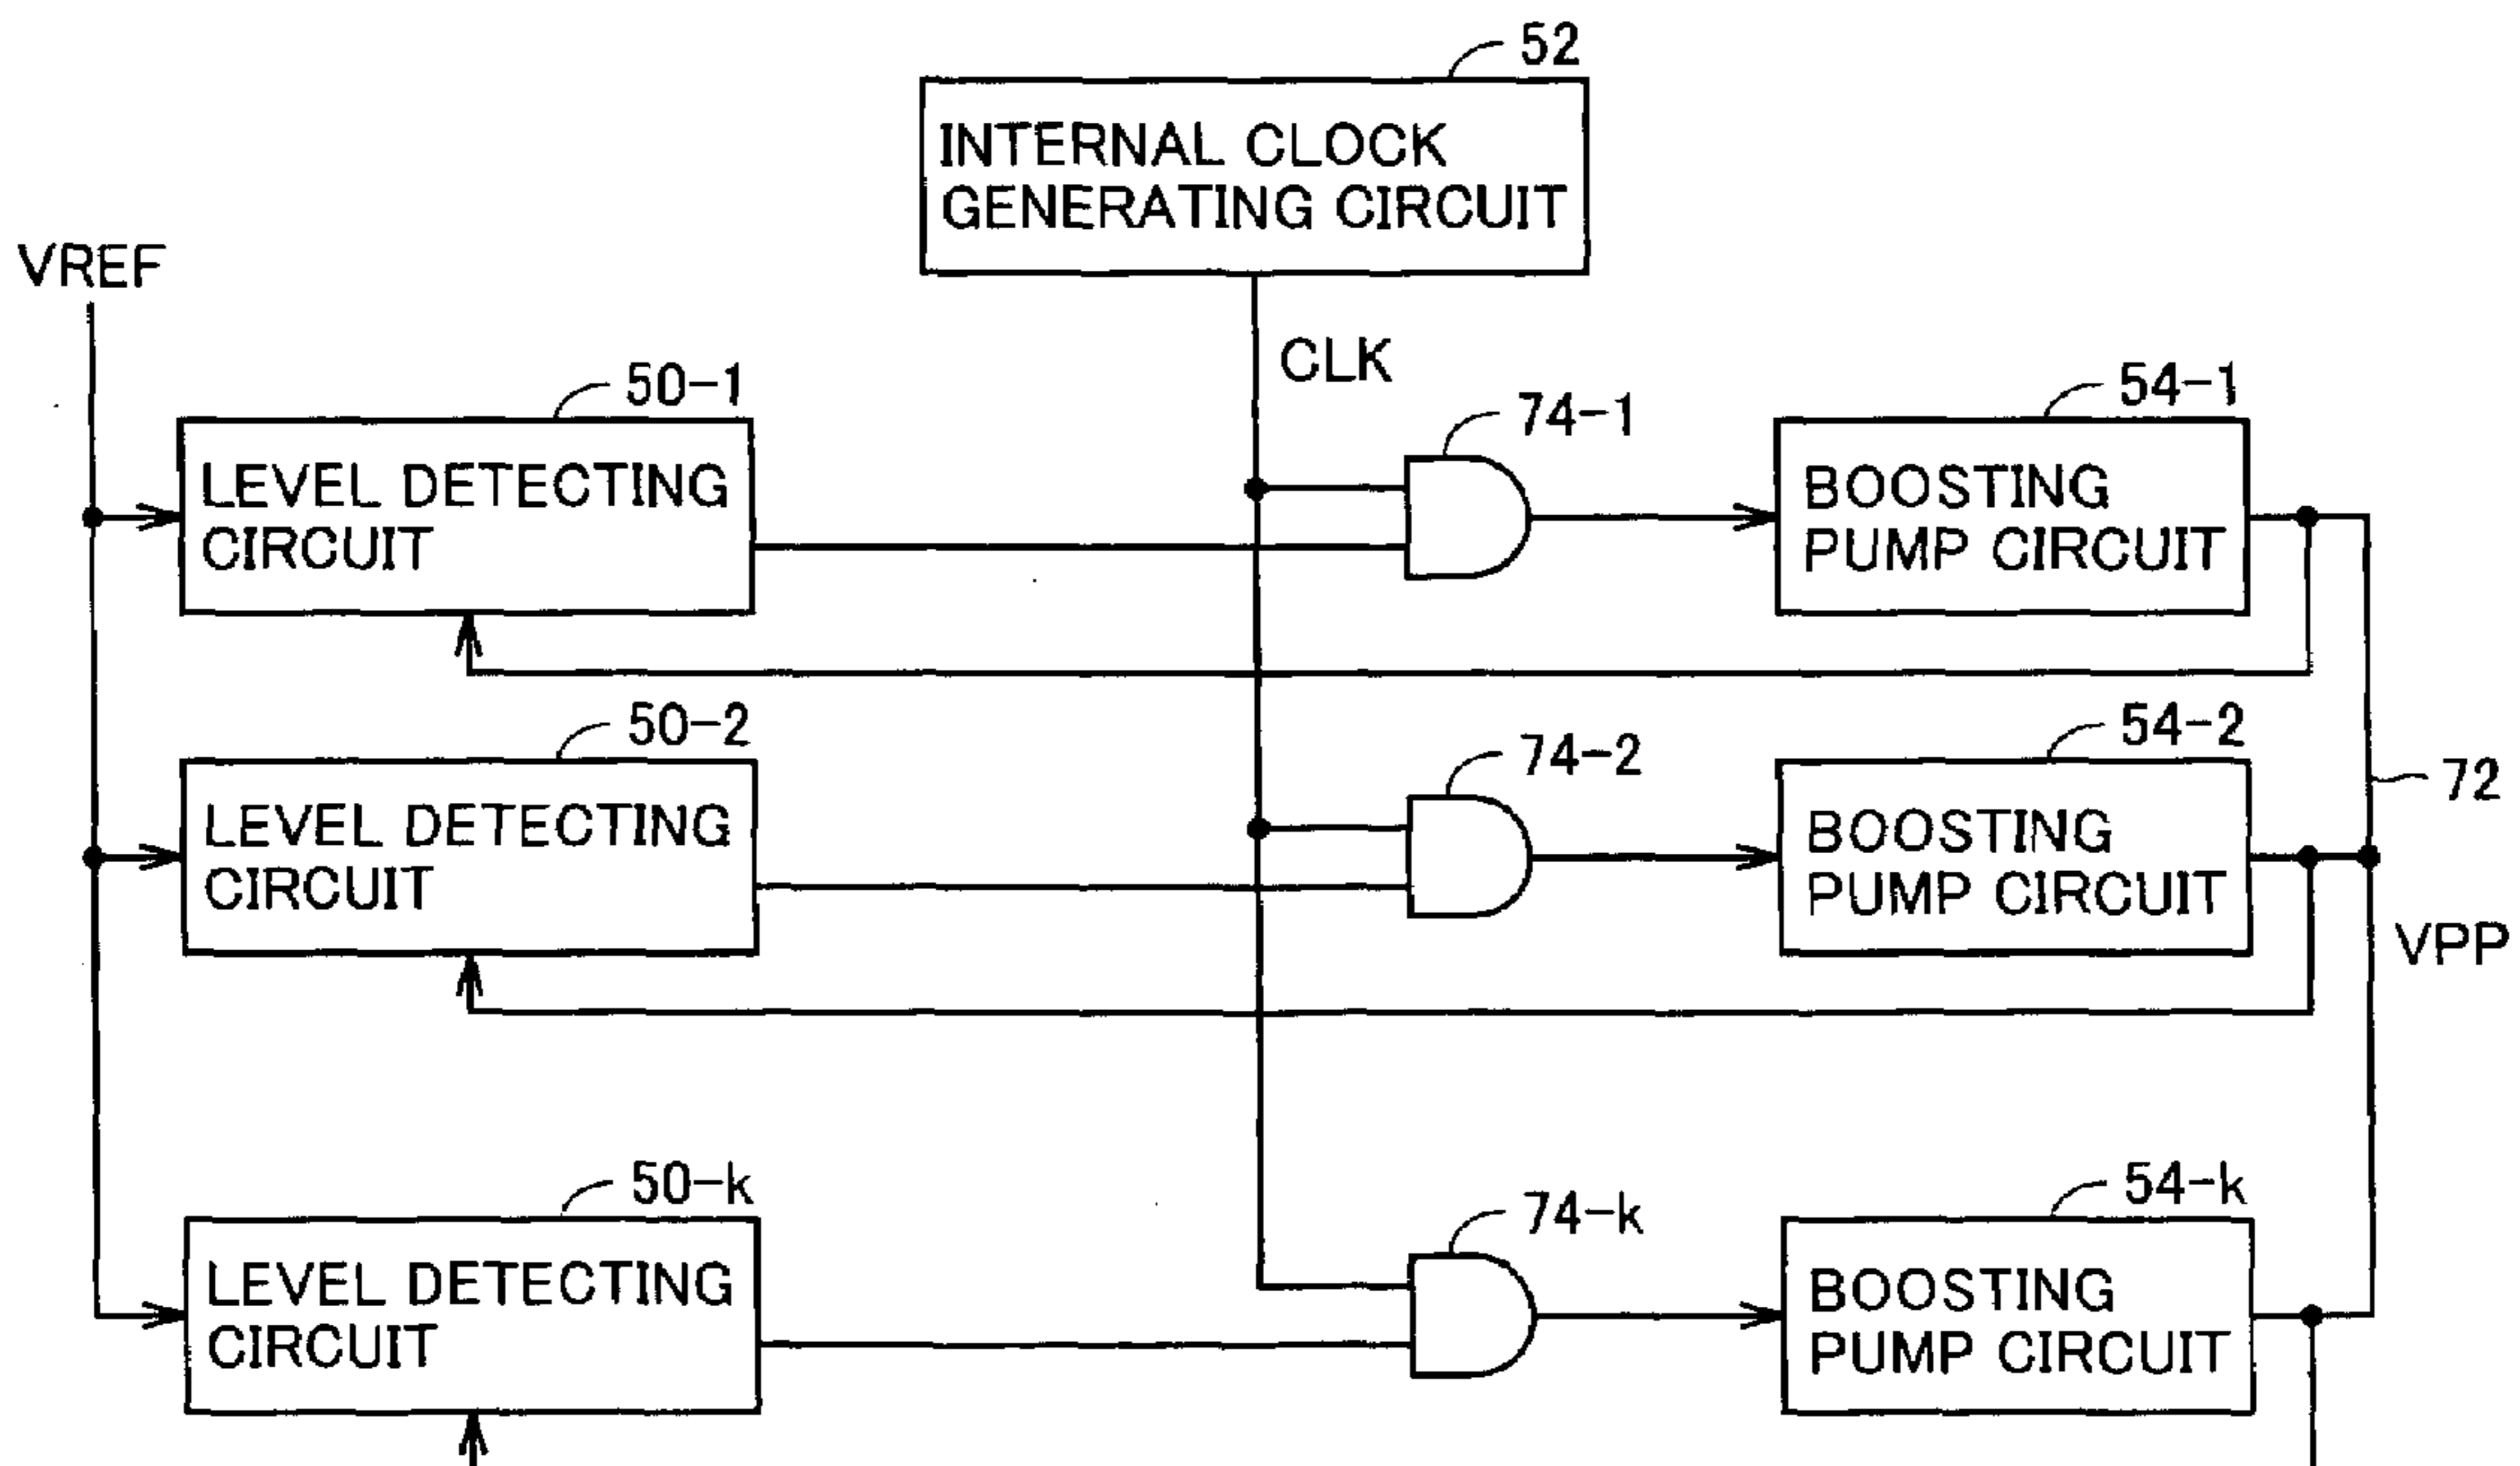 52
INTERNAL CLOCK
GENERATING CIRCUIT
VREF
CLK
50-1
LEVEL DETECTING
CIRCUIT
74-1
54-1
BOOSTING
PUMP CIRCUIT
50-2
LEVEL DETECTING
CIRCUIT
74-2
54-2
BOOSTING
PUMP CIRCUIT
72
VPP
50-k
LEVEL DETECTING
CIRCUIT
74-k
54-k
BOOSTING
PUMP CIRCUIT